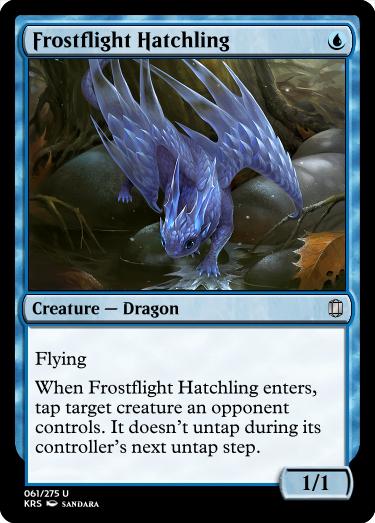 Frostflight Hatchling
Creature — Dragon
Flying
When Frostflight Hatchling enters,
tap target creature an opponent
controls. It doesn't untap during its
controller's next untap step.
1/1
061/275 U
KRS SANDARA